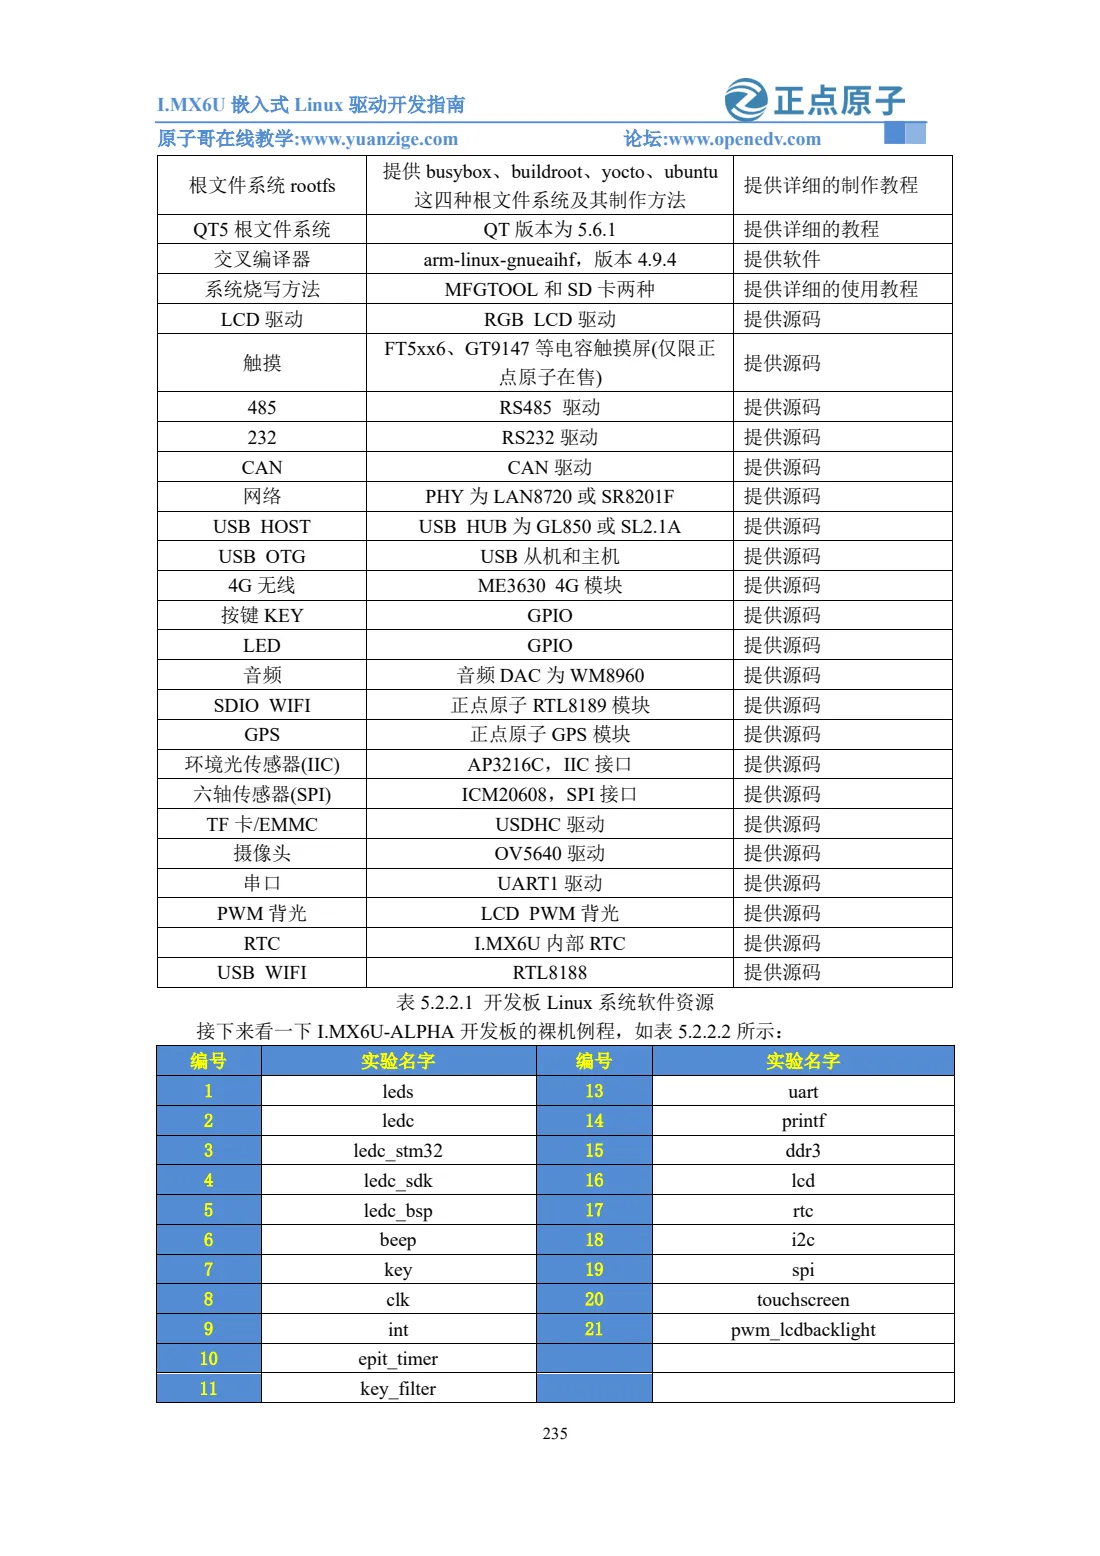 I.MX6U 嵌入式 Linux 驱动开发指南
正点原子
原子哥在线教学:www.yuanzige.com 论坛:www.openedv.com
根文件系统 rootfs 提供 busybox、buildroot、yocto、ubuntu 这四种根文件系统及其制作方法 提供详细的制作教程
QT5 根文件系统 QT 版本为 5.6.1 提供详细的教程
交叉编译器 arm-linux-gnueaihf，版本 4.9.4 提供软件
系统烧写方法 MFGTOOL 和 SD 卡两种 提供详细的使用教程
LCD 驱动 RGB LCD 驱动 提供源码
触摸 FT5xx6、GT9147 等电容触摸屏(仅限正点原子在售) 提供源码
485 RS485 驱动 提供源码
232 RS232 驱动 提供源码
CAN CAN 驱动 提供源码
网络 PHY 为 LAN8720 或 SR8201F 提供源码
USB HOST USB HUB 为 GL850 或 SL2.1A 提供源码
USB OTG USB 从机和主机 提供源码
4G 无线 ME3630 4G 模块 提供源码
按键 KEY GPIO 提供源码
LED GPIO 提供源码
音频 音频 DAC 为 WM8960 提供源码
SDIO WIFI 正点原子 RTL8189 模块 提供源码
GPS 正点原子 GPS 模块 提供源码
环境光传感器(IIC) AP3216C，IIC 接口 提供源码
六轴传感器(SPI) ICM20608，SPI 接口 提供源码
TF 卡/EMMC USDHC 驱动 提供源码
摄像头 OV5640 驱动 提供源码
串口 UART1 驱动 提供源码
PWM 背光 LCD PWM 背光 提供源码
RTC I.MX6U 内部 RTC 提供源码
USB WIFI RTL8188 提供源码
表 5.2.2.1 开发板 Linux 系统软件资源
接下来看一下 I.MX6U-ALPHA 开发板的裸机例程，如表 5.2.2.2 所示：
编号 实验名字 编号 实验名字
1 leds 13 uart
2 ledc 14 printf
3 ledc_stm32 15 ddr3
4 ledc_sdk 16 lcd
5 ledc_bsp 17 rtc
6 beep 18 i2c
7 key 19 spi
8 clk 20 touchscreen
9 int 21 pwm_lcdbacklight
10 epit_timer
11 key_filter
235